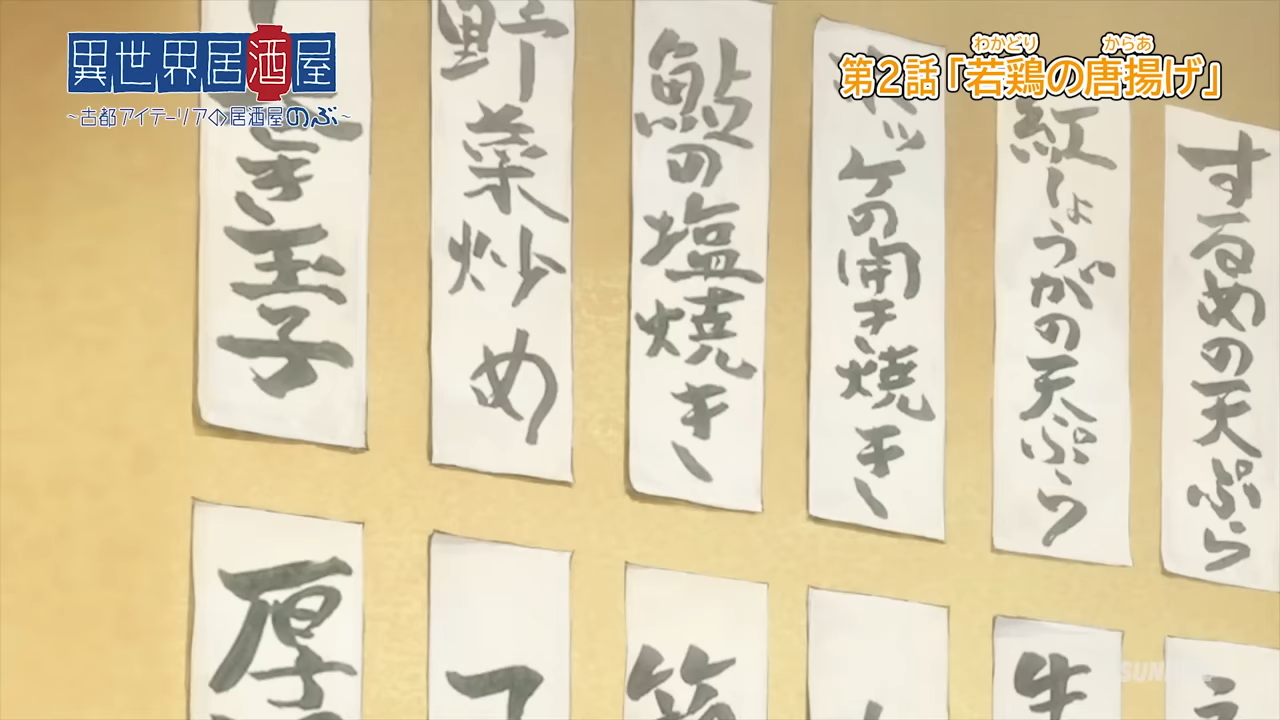 異世界居酒屋
~古都アイテーリアの居酒屋のぶ~
わかどり からあ
第2話「若鶏の唐揚げ」
するめの天ぷら
紅しょうがの天ぷら
ホッケの開き焼き
鮎の塩焼き
野菜炒め
き玉子
牛
厚
SUN